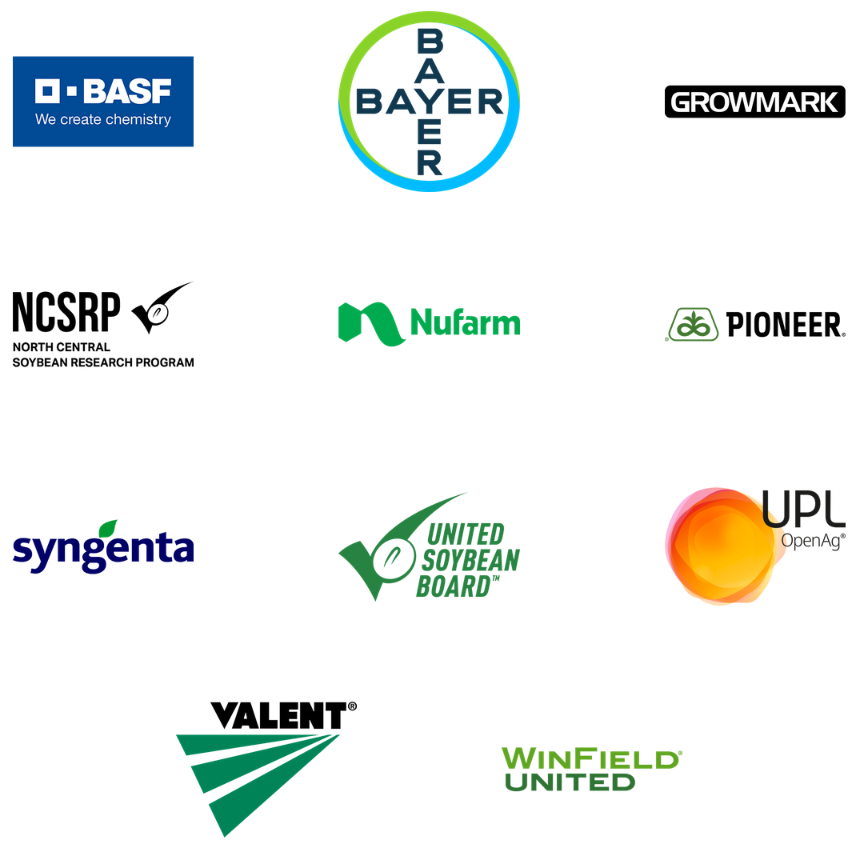 BASF
We create chemistry
BAYER
BAYER
GROWMARK
NCSRP
NORTH CENTRAL
SOYBEAN RESEARCH PROGRAM
Nufarm
PIONEER®
syngenta
UNITED
SOYBEAN
BOARD™
UPL
OpenAg®
VALENT®
WINFIELD®
UNITED